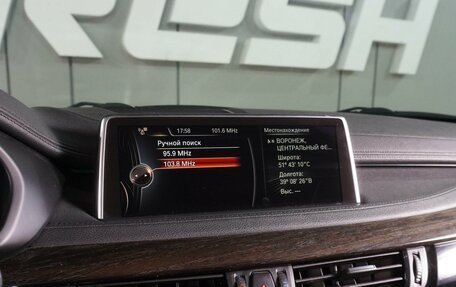 FRESH
17:58
101.6 MHz
Ручной поиск
95.9 MHz
103.8 MHz
Местонахождение
ВОРОНЕЖ,
ЦЕНТРАЛЬНЫЙ ФЕ...
Широта:
51° 43' 10"С
Долгота:
39° 08' 26"В
Выс. ---